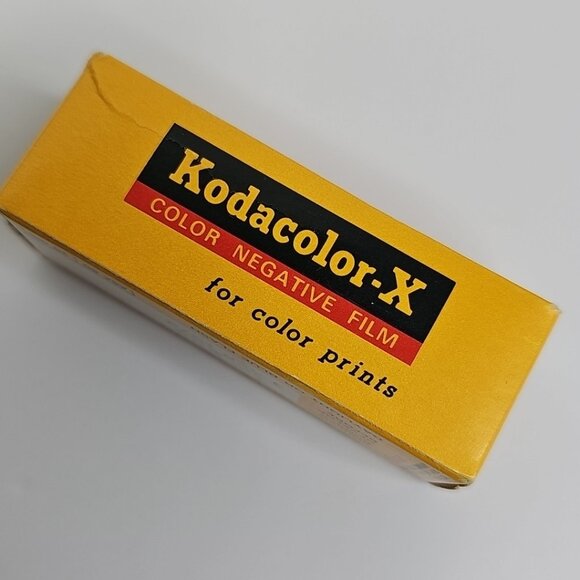 Kodacolor-X
COLOR NEGATIVE FILM
for color prints